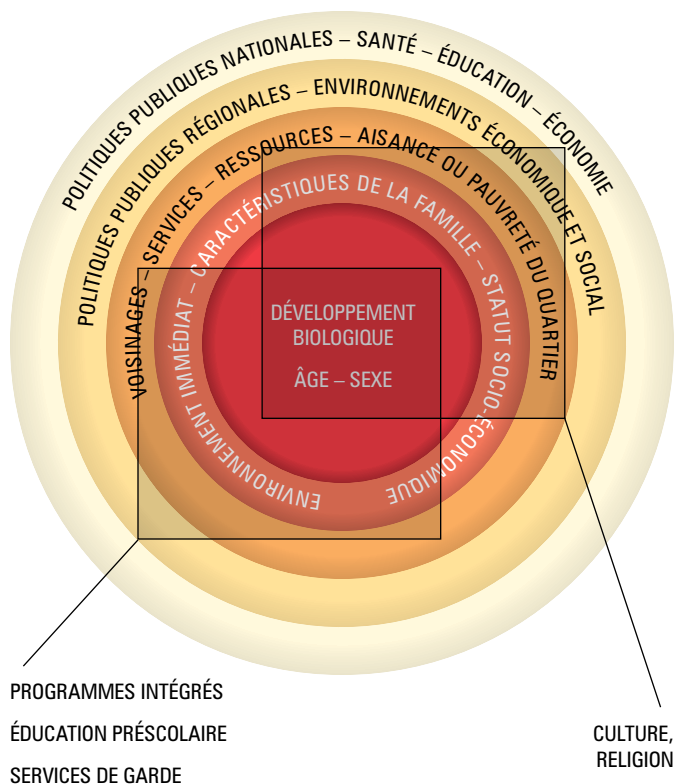 POLITIQUES PUBLIQUES NATIONALES – SANTÉ – ÉDUCATION – ÉCONOMIE
POLITIQUES PUBLIQUES RÉGIONALES – ENVIRONNEMENTS ÉCONOMIQUE ET SOCIAL
VOISINAGES – SERVICES – RESSOURCES – AISANCE OU PAUVRETÉ DU QUARTIER
ENVIRONNEMENT IMMÉDIAT – CARACTÉRISTIQUES DE LA FAMILLE – STATUT SOCIO-ÉCONOMIQUE
DÉVELOPPEMENT
BIOLOGIQUE
ÂGE – SEXE
PROGRAMMES INTÉGRÉS
ÉDUCATION PRÉSCOLAIRE
SERVICES DE GARDE
CULTURE,
RELIGION